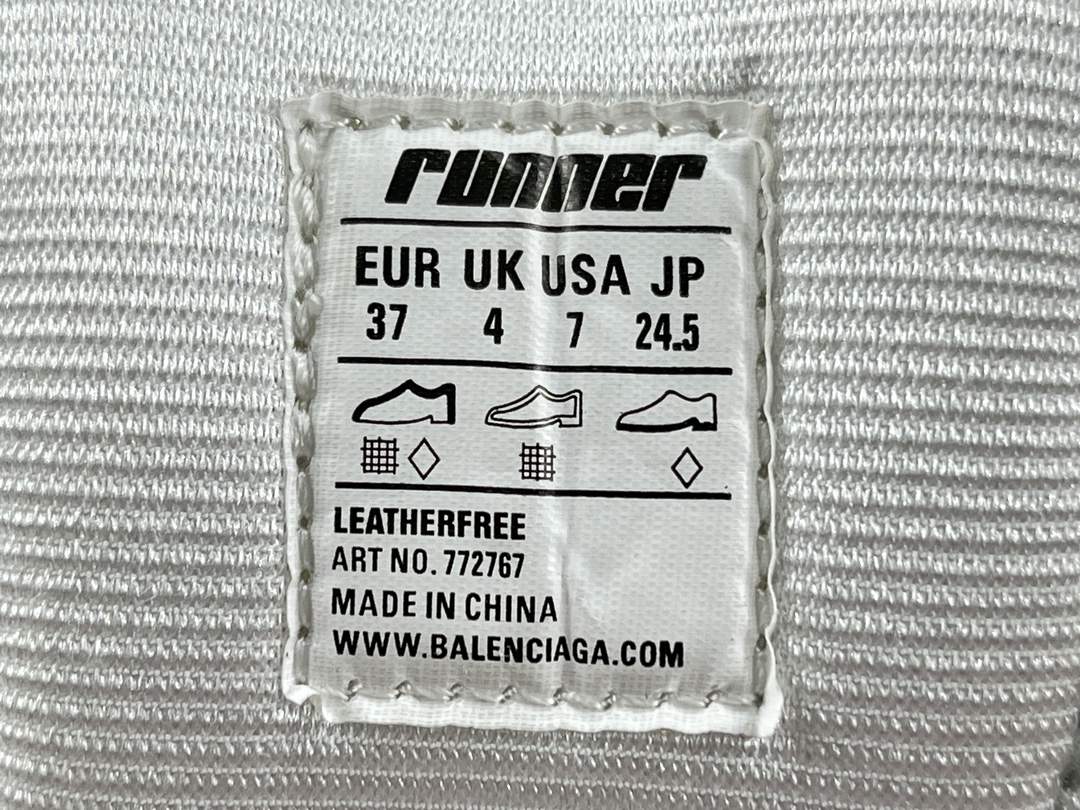 runner
EUR UK USA JP
37 4 7 24.5
LEATHERFREE
ART NO. 772767
MADE IN CHINA
WWW.BALENCIAGA.COM